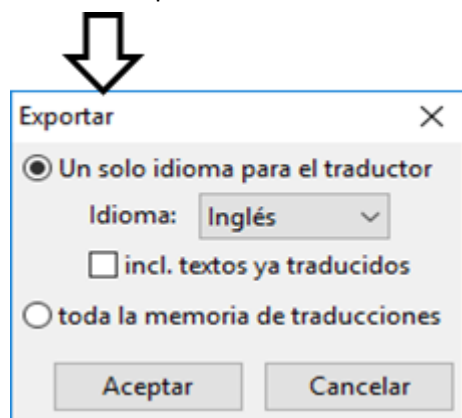 Exportar
Un solo idioma para el traductor
Idioma: Inglés
incl. textos ya traducidos
toda la memoria de traducciones
Aceptar Cancelar